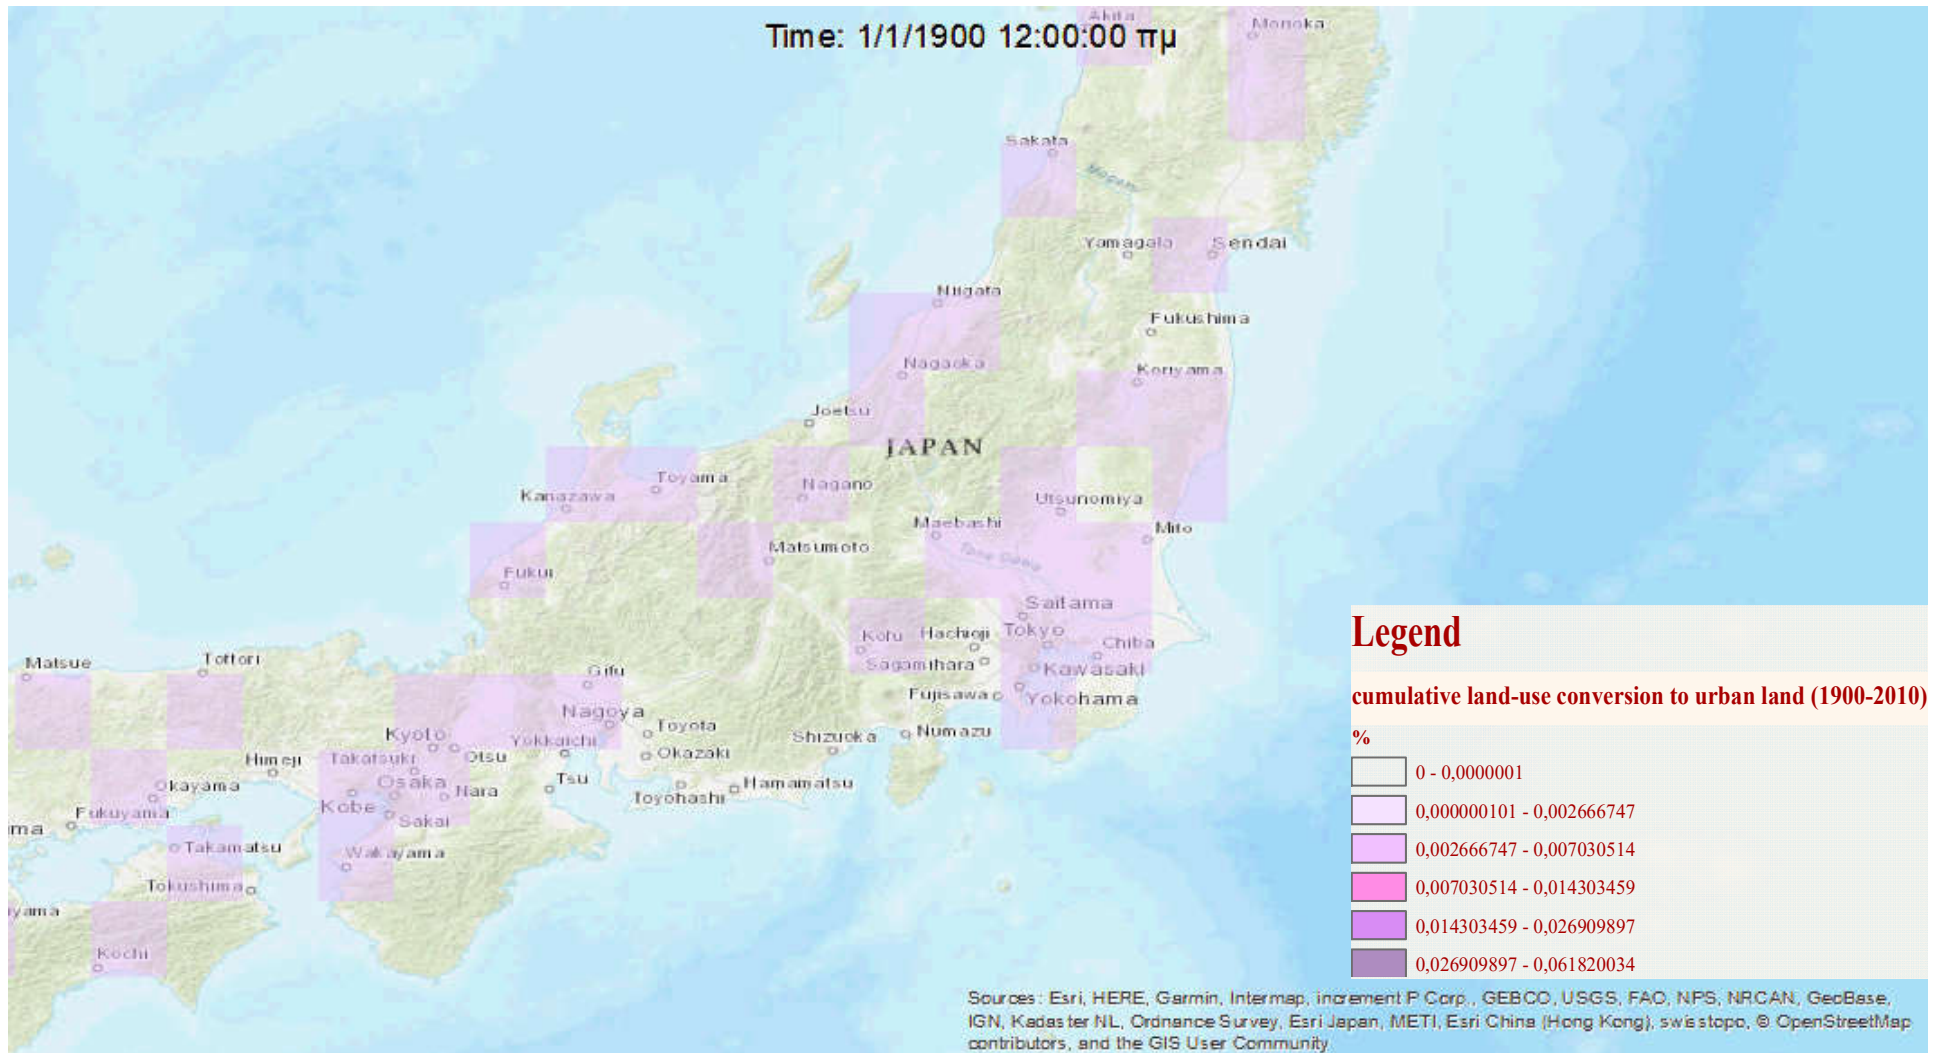 Akita
Monoka
Time: 1/1/1900 12:00:00 πμ
Sakata
Mogami
Yamagata
Sendai
Niigata
Fukushima
Nagaoka
Koriyama
Joetsu
JAPAN
Toyama
Nagano
Kanazawa
Utsunomiya
Maebashi
Mito
Matsumoto
Tone Gawa
Fukui
Saitama
Kofu
Hachioji
Tokyo
Chiba
Matsue
Tottori
Gifu
Sagamihara
Kawasaki
Fujisawa
Yokohama
Nagoya
Toyota
Kyoto
Yokkaichi
Shizuoka
Numazu
Himeji
Takatsuki
Otsu
Okazaki
Okayama
Osaka
Nara
Tsu
Hamamatsu
Toyohashi
Fukuyama
Kobe
Sakai
ma
Takamatsu
Wakayama
Tokushima
yama
Kochi
Legend
cumulative land-use conversion to urban land (1900-2010)
%
0 - 0,0000001
0,000000101 - 0,002666747
0,002666747 - 0,007030514
0,007030514 - 0,014303459
0,014303459 - 0,026909897
0,026909897 - 0,061820034
Sources: Esri, HERE, Garmin, Intermap, increment P Corp., GEBCO, USGS, FAO, NPS, NRCAN, GeoBase,
IGN, Kadaster NL, Ordnance Survey, Esri Japan, METI, Esri China (Hong Kong), swisstopo, © OpenStreetMap
contributors, and the GIS User Community